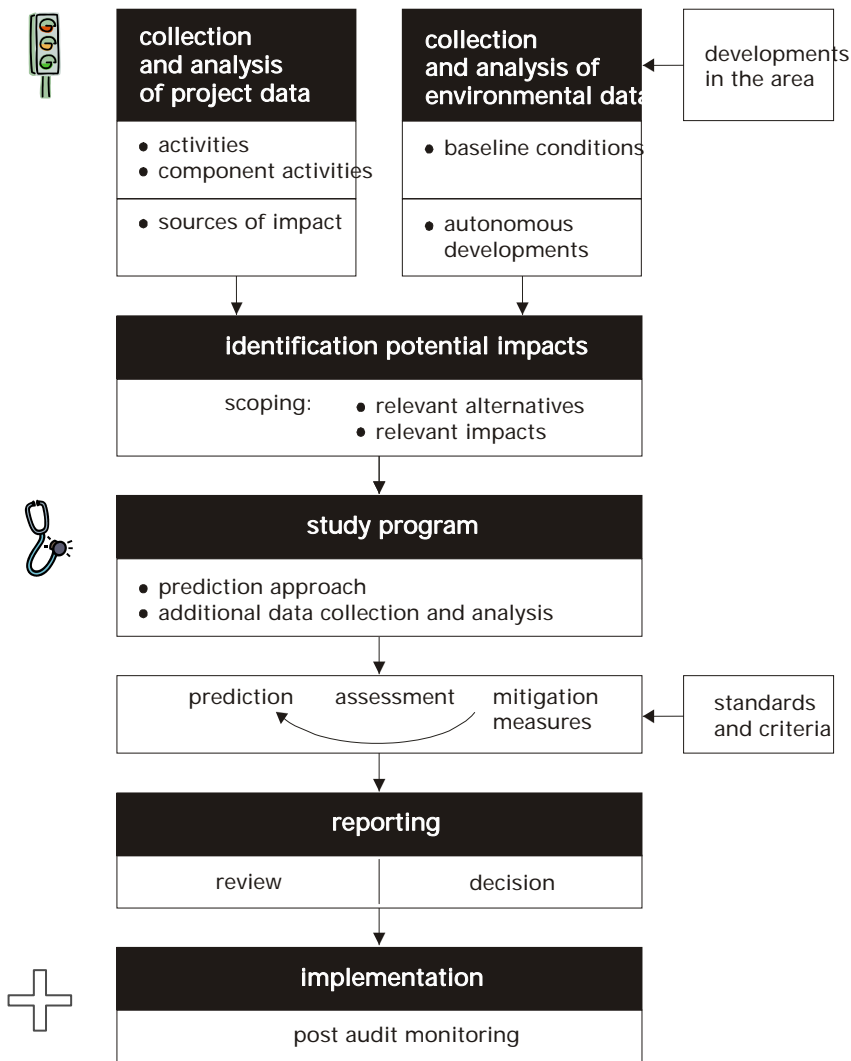 collection
and analysis
of project data
• activities
• component activities
• sources of impact
collection
and analysis of
environmental data
• baseline conditions
• autonomous
developments
developments
in the area
identification potential impacts
scoping:
• relevant alternatives
• relevant impacts
study program
• prediction approach
• additional data collection and analysis
prediction
assessment
mitigation
measures
standards
and criteria
reporting
review
decision
implementation
post audit monitoring